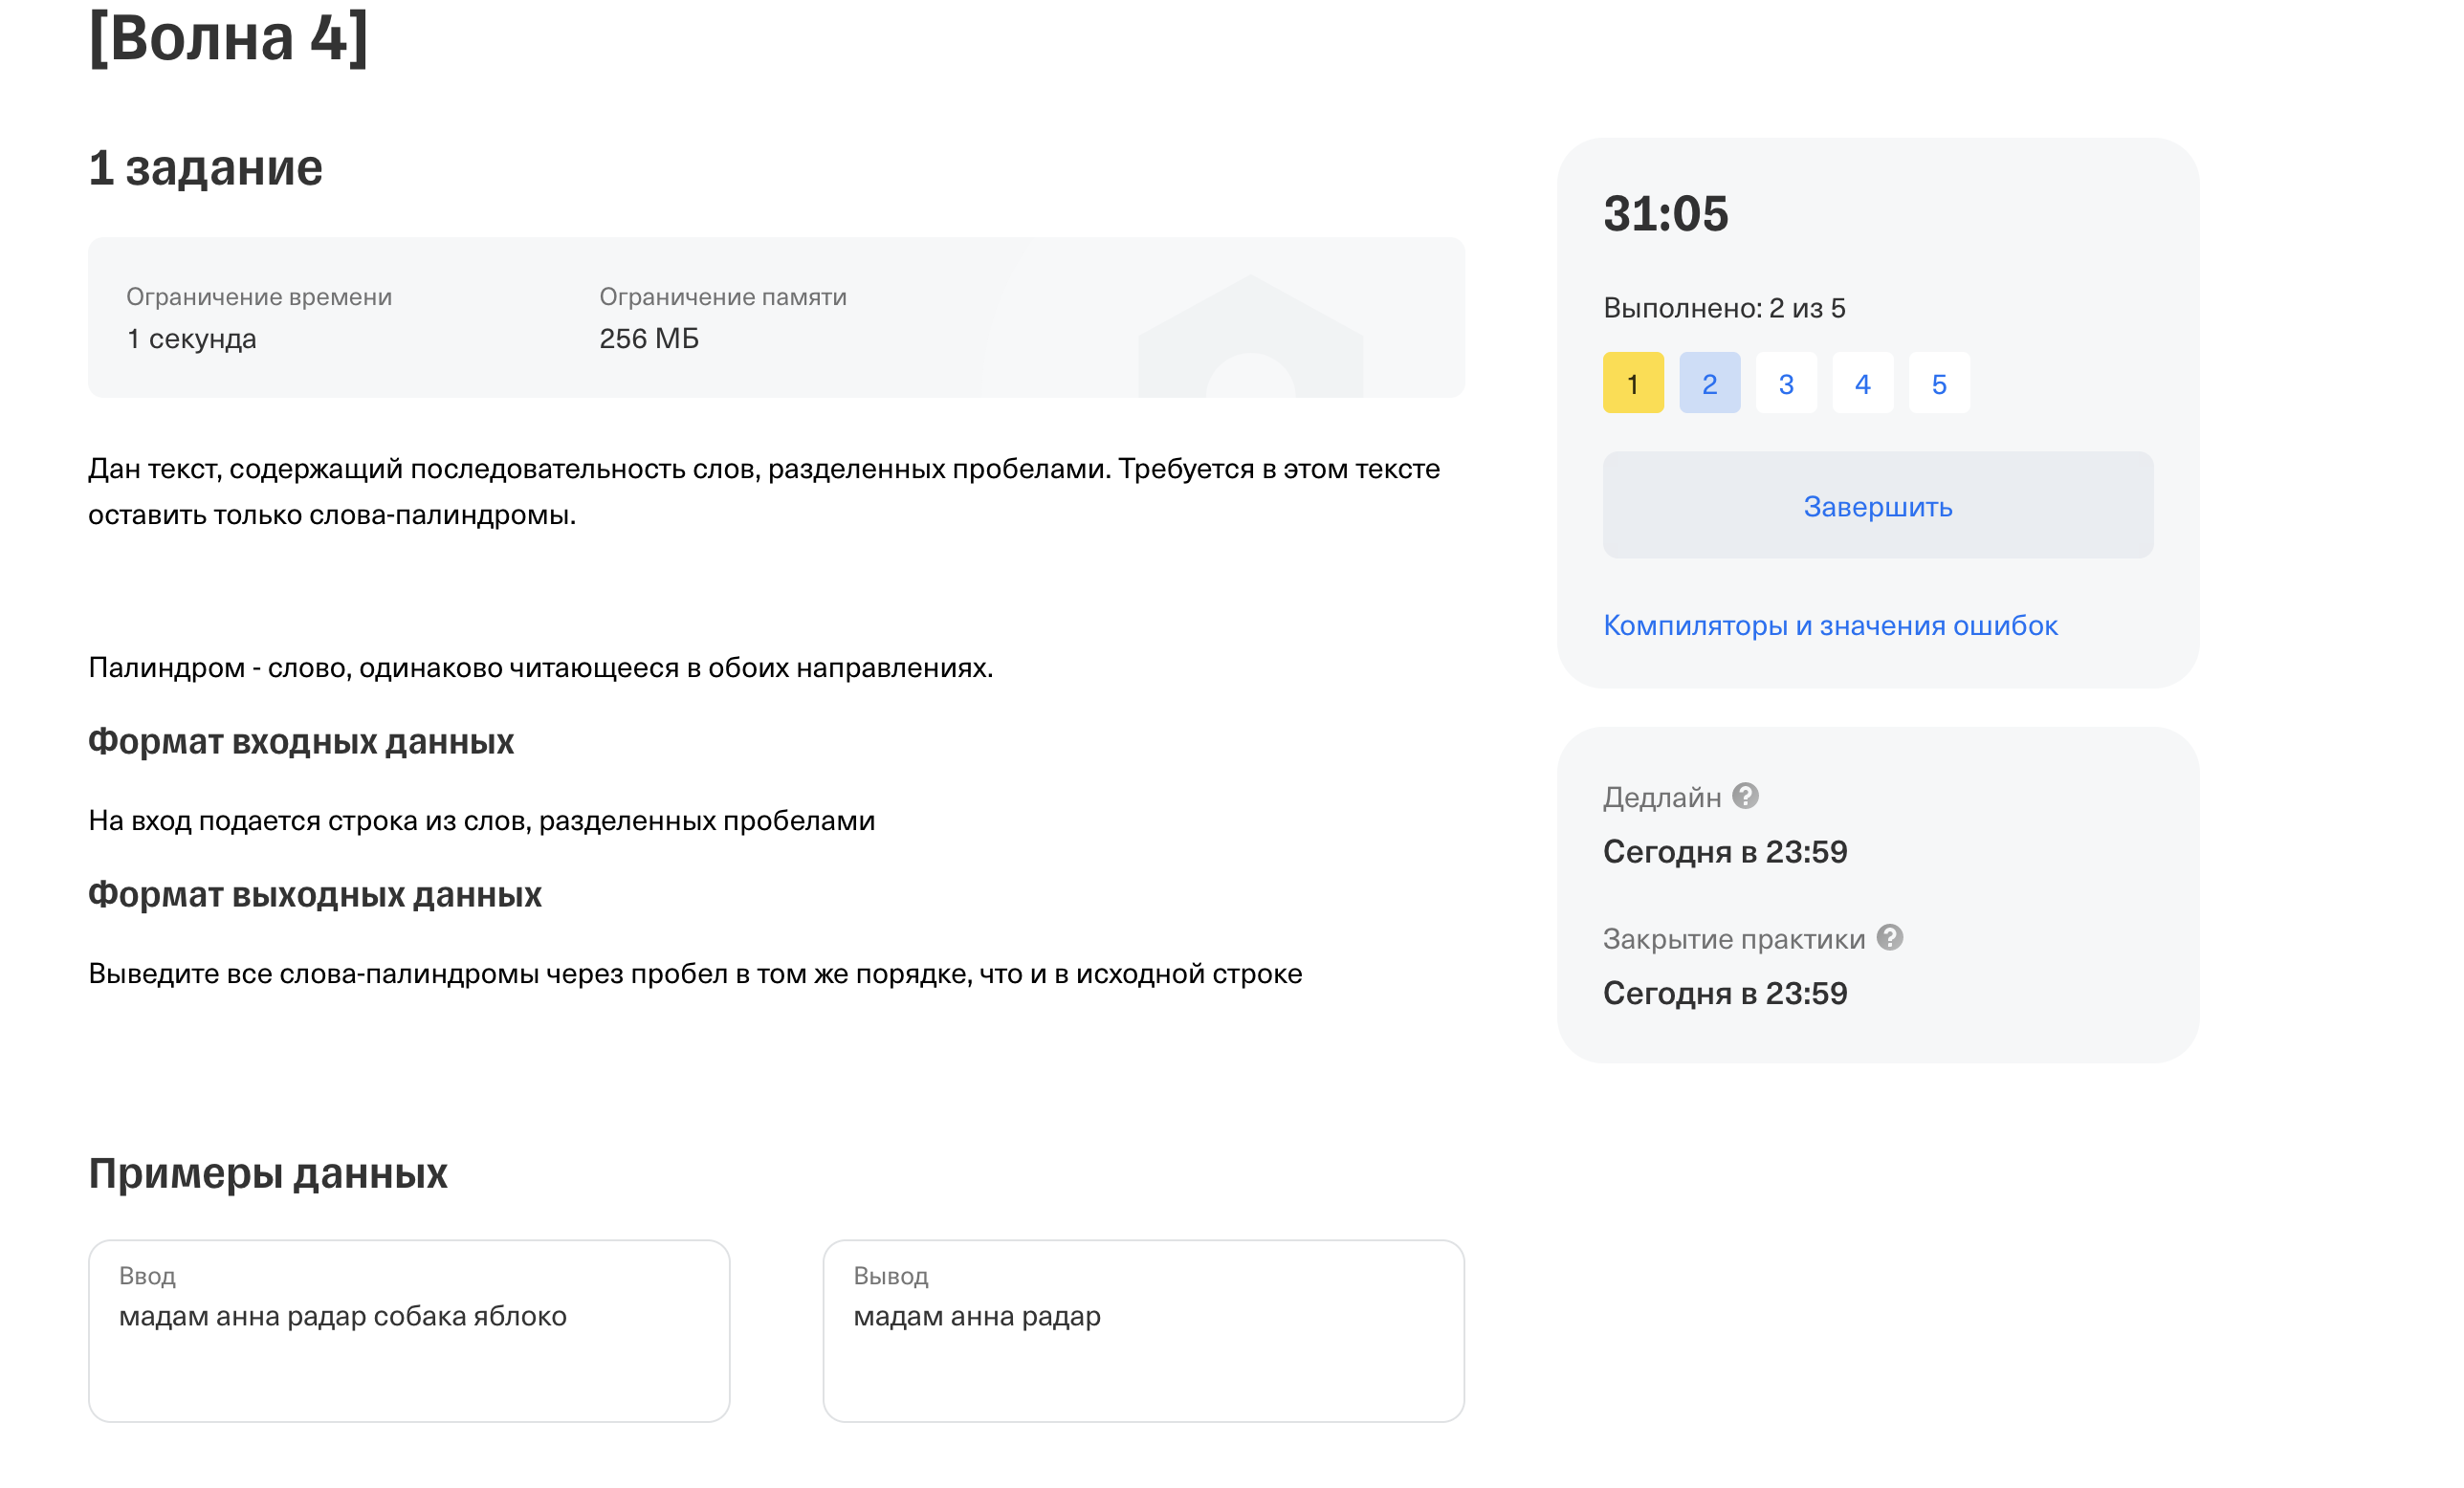 [Волна 4]
1 задание
Ограничение времени
1 секунда
Ограничение памяти
256 МБ
Дан текст, содержащий последовательность слов, разделенных пробелами. Требуется в этом тексте
оставить только слова-палиндромы.
Палиндром - слово, одинаково читающееся в обоих направлениях.
Формат входных данных
На вход подается строка из слов, разделенных пробелами
Формат выходных данных
Выведите все слова-палиндромы через пробел в том же порядке, что и в исходной строке
Примеры данных
Ввод
мадам анна радар собака яблоко
Вывод
мадам анна радар
31:05
Выполнено: 2 из 5
1 2 3 4 5
Завершить
Компиляторы и значения ошибок
Дедлайн ?
Сегодня в 23:59
Закрытие практики ?
Сегодня в 23:59